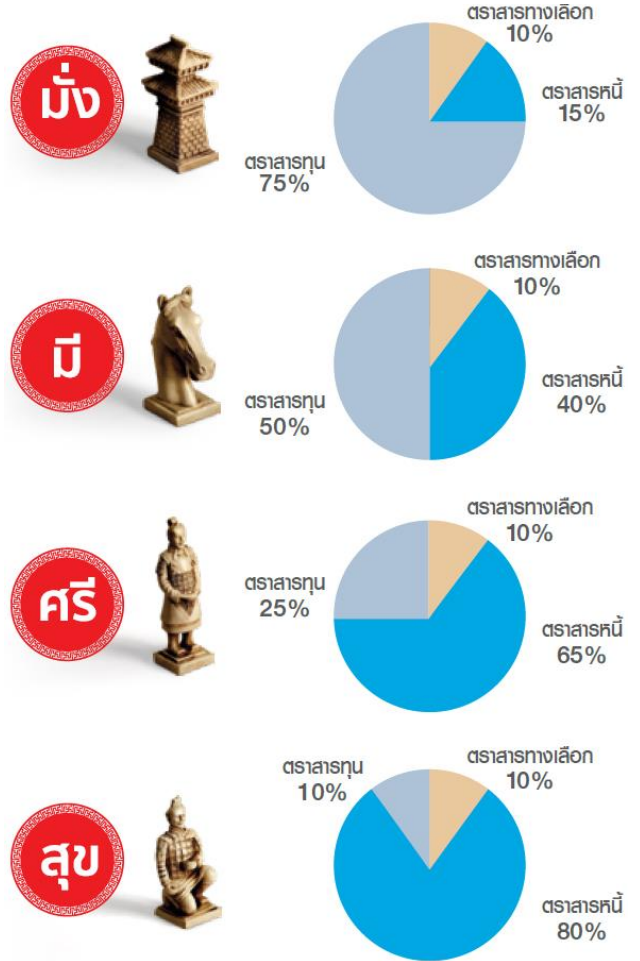 มั่ง
ตราสารทางเลือก
10%
ตราสารหนี้
15%
ตราสารทุน
75%
มี
ตราสารทางเลือก
10%
ตราสารหนี้
40%
ตราสารทุน
50%
ศรี
ตราสารทางเลือก
10%
ตราสารทุน
25%
ตราสารหนี้
65%
สุข
ตราสารทุน
10%
ตราสารทางเลือก
10%
ตราสารหนี้
80%